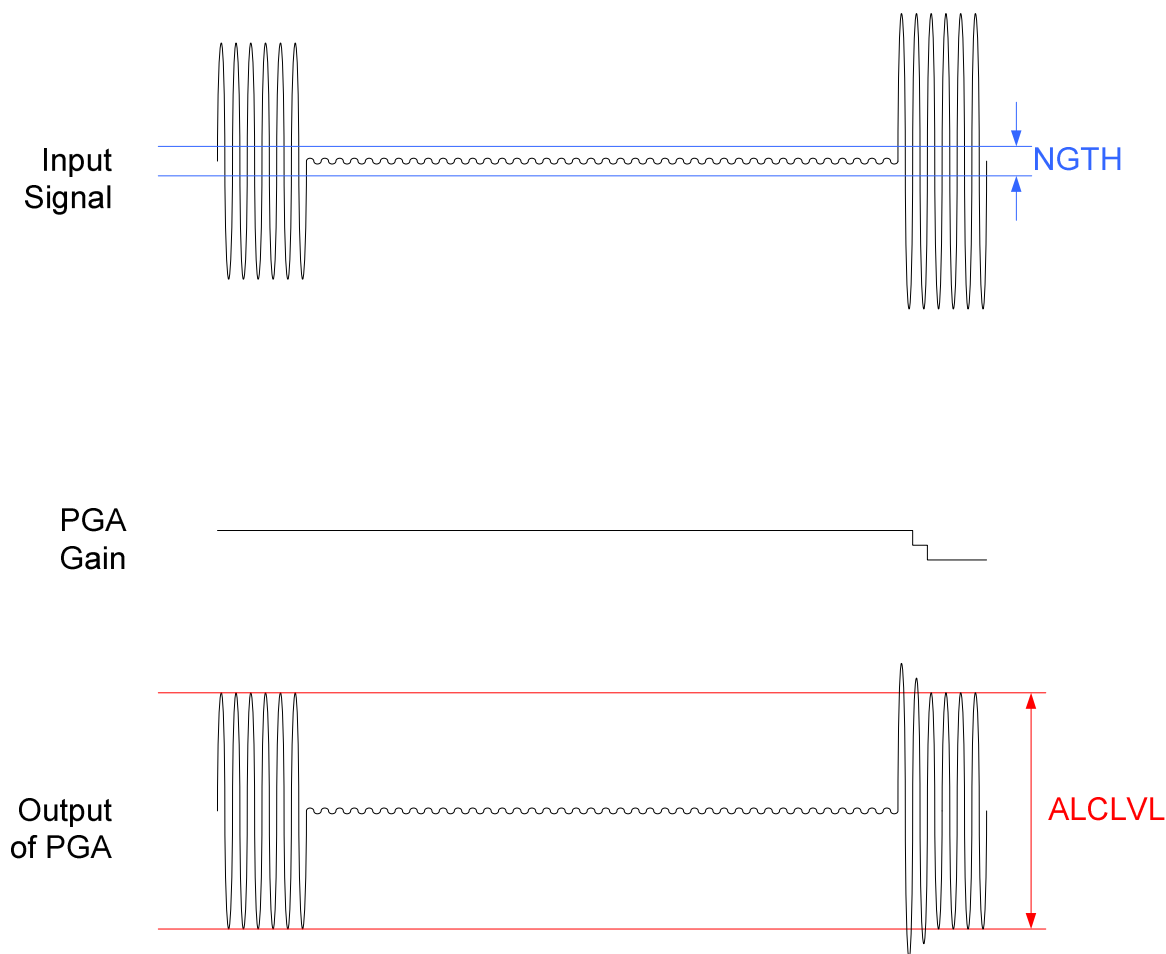 Input
Signal
NGTH
PGA
Gain
Output
of PGA
ALCLVL